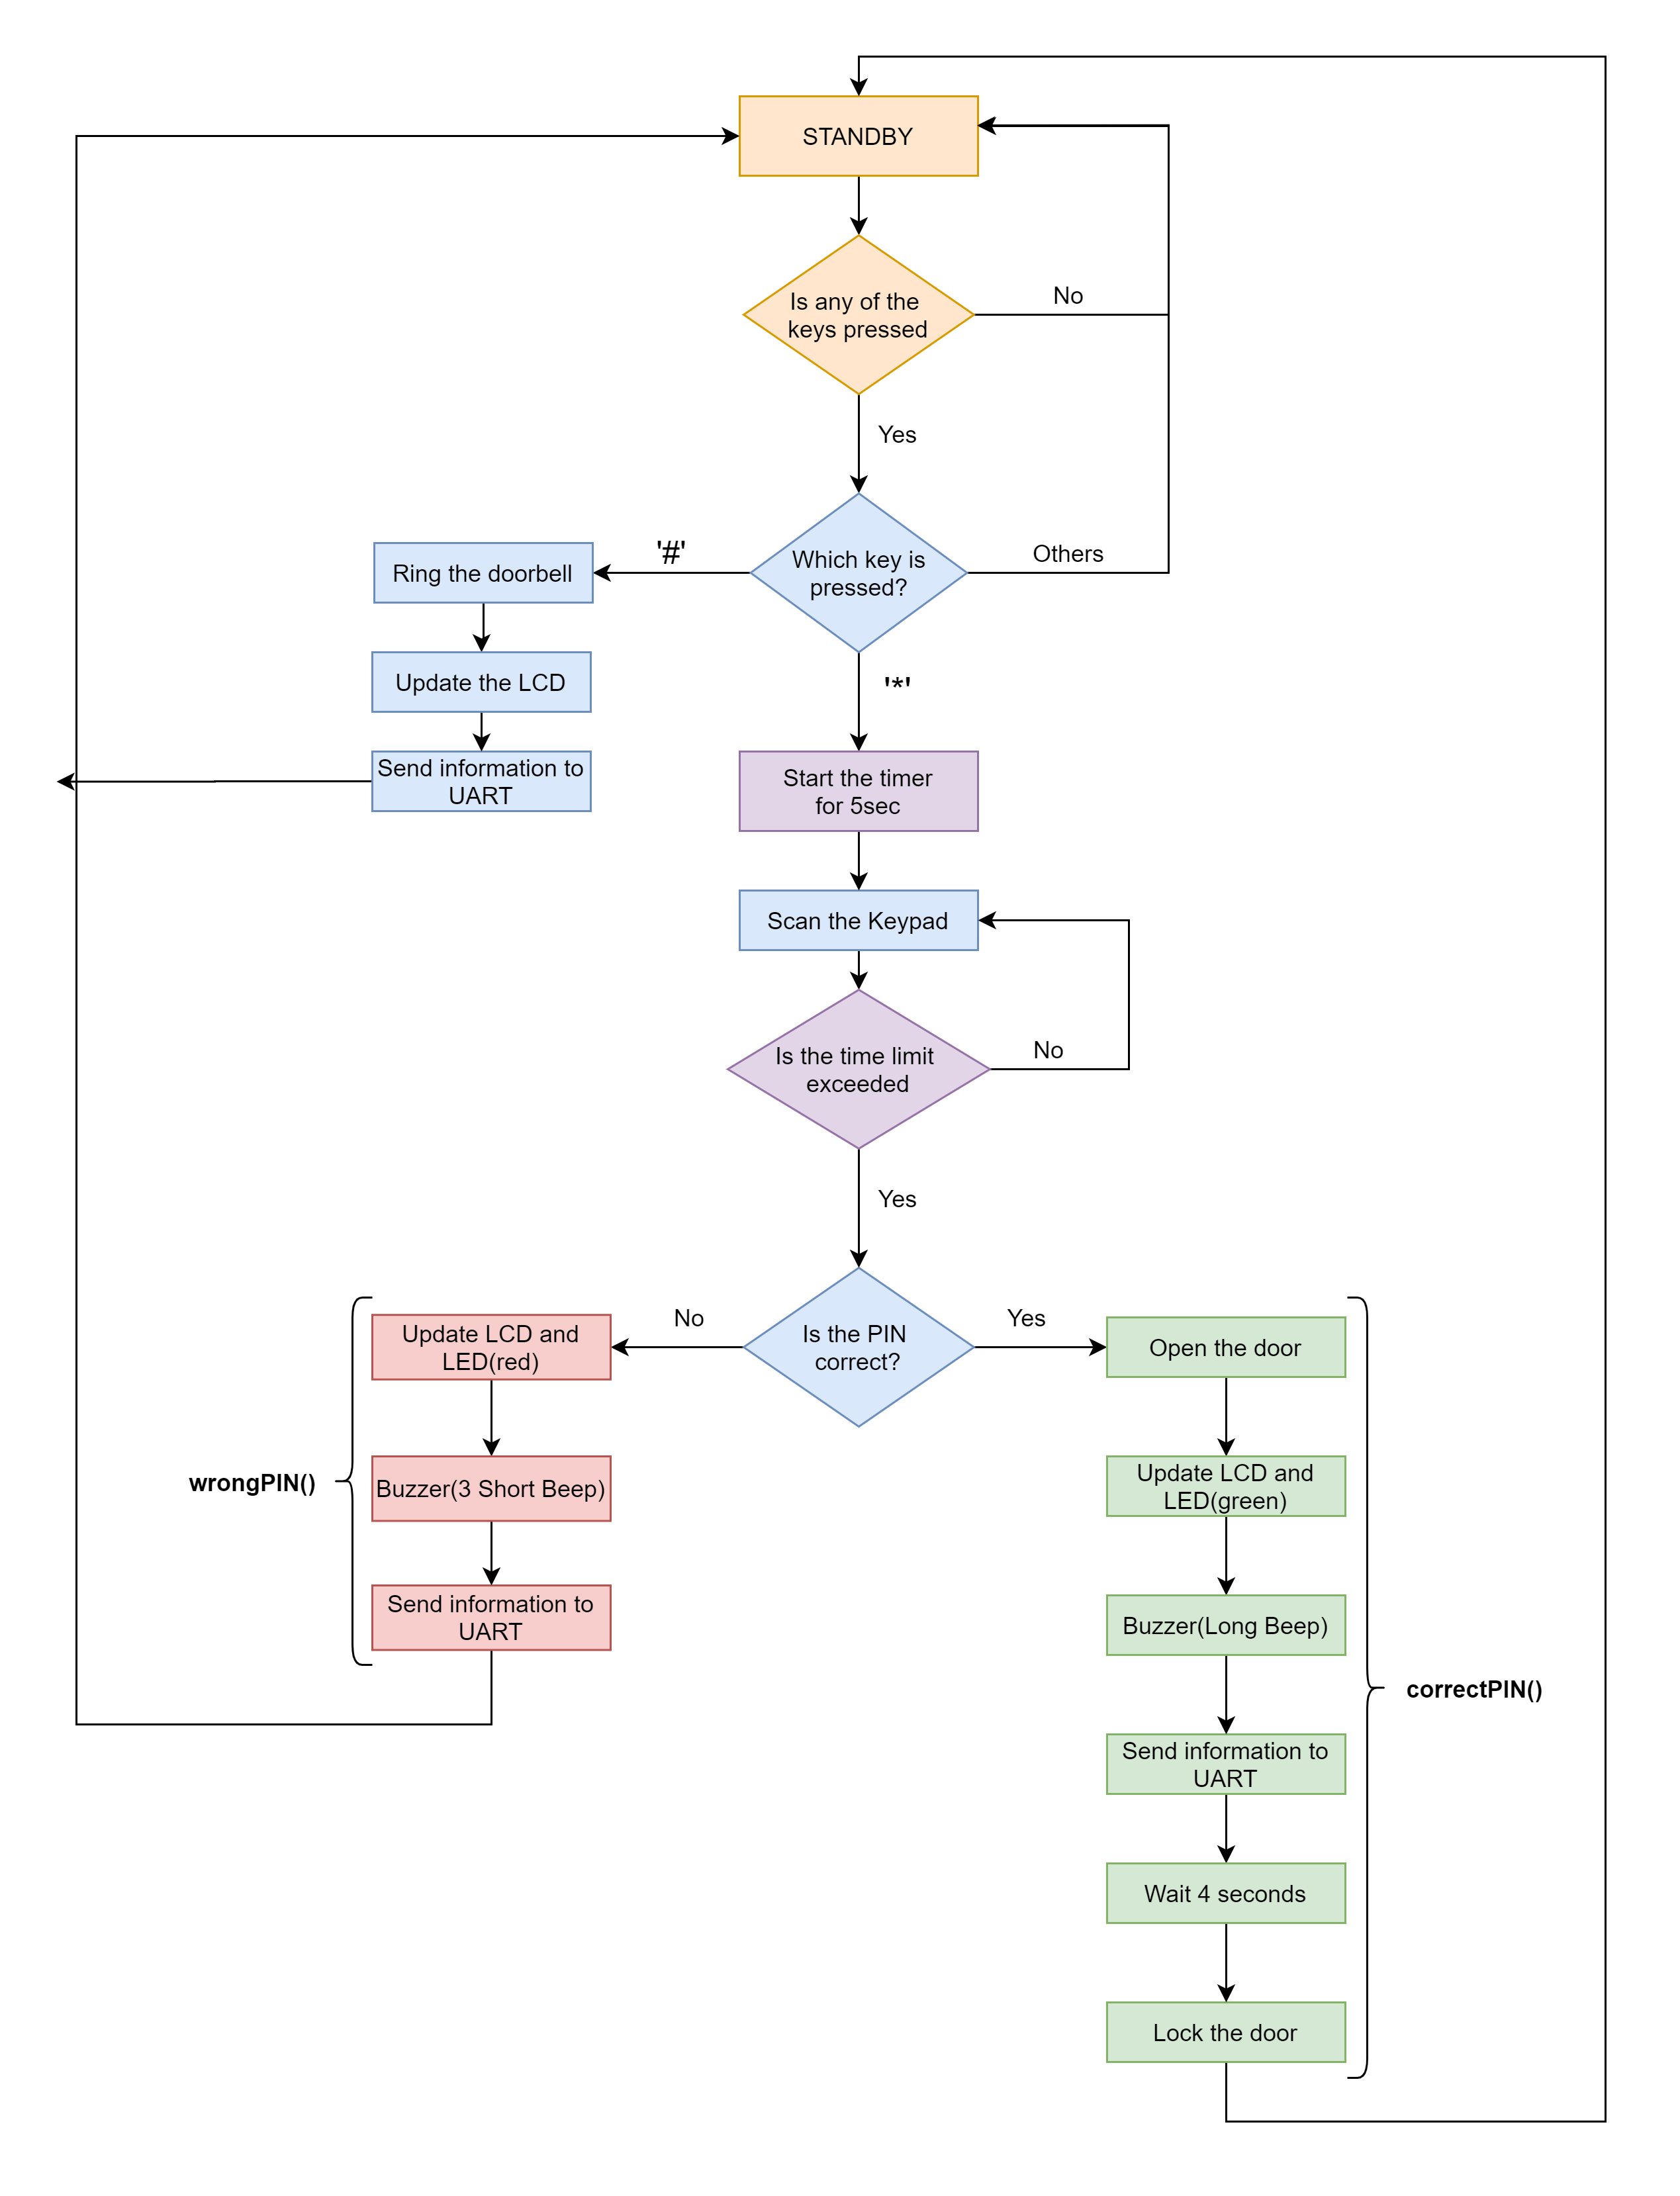 STANDBY
Is any of the
keys pressed
No
Yes
Which key is
pressed?
'#'
Others
Ring the doorbell
Update the LCD
Send information to
UART
'*'
Start the timer
for 5sec
Scan the Keypad
Is the time limit
exceeded
No
Yes
Is the PIN
correct?
No
Yes
Update LCD and
LED(red)
Buzzer(3 Short Beep)
Send information to
UART
wrongPIN()
Open the door
Update LCD and
LED(green)
Buzzer(Long Beep)
Send information to
UART
Wait 4 seconds
Lock the door
correctPIN()